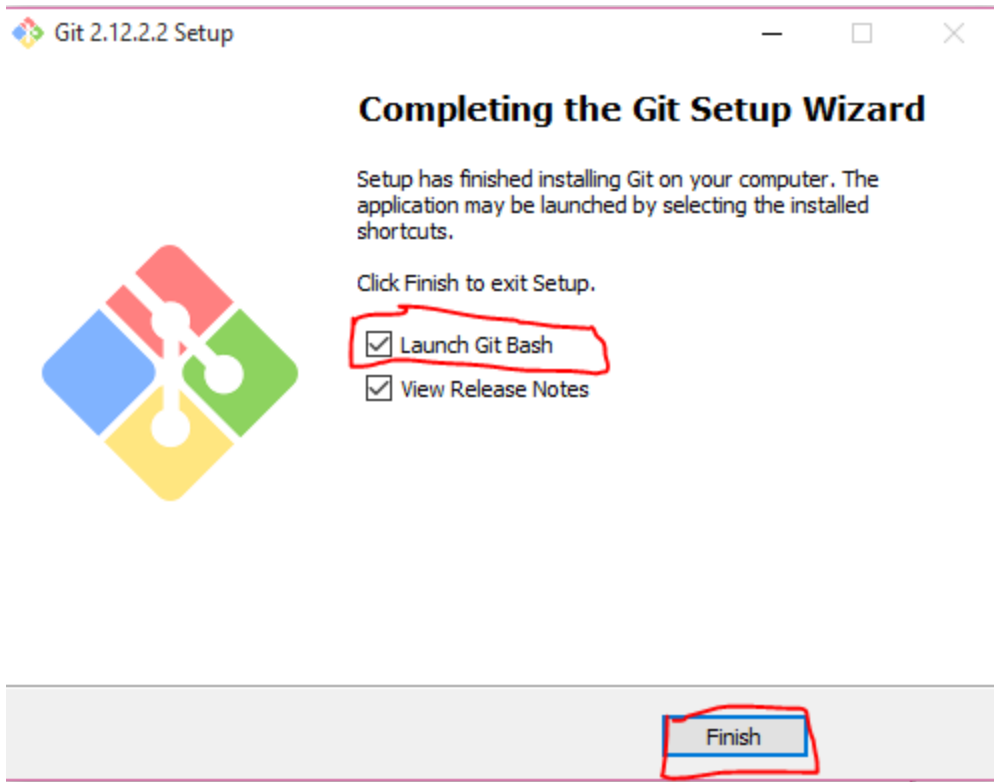 Git 2.12.2.2 Setup
Completing the Git Setup Wizard
Setup has finished installing Git on your computer. The
application may be launched by selecting the installed
shortcuts.
Click Finish to exit Setup.
Launch Git Bash
View Release Notes
Finish